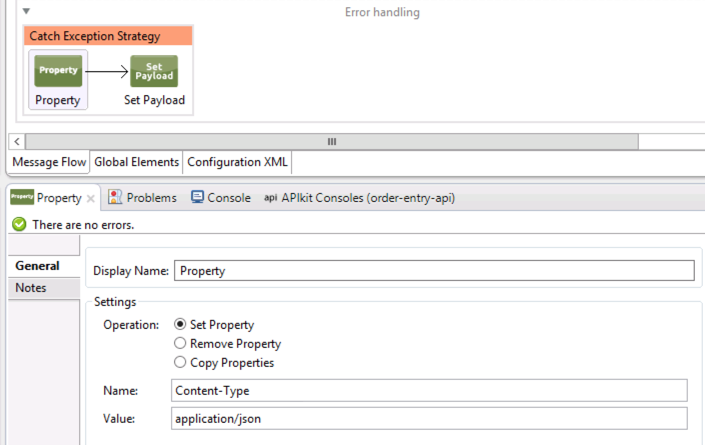 Error handling
Catch Exception Strategy
Property
Set
Payload
Property
Set Payload
Message Flow
Global Elements
Configuration XML
Property
Property
Problems
Console
api APIkit Consoles (order-entry-api)
There are no errors.
General
Notes
Display Name:
Property
Settings
Operation:
Set Property
Remove Property
Copy Properties
Name:
Content-Type
Value:
application/json